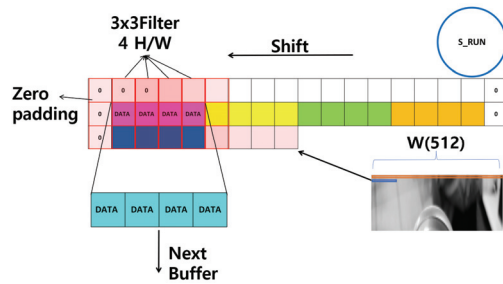 3x3Filter
4 H/W
Shift
S_RUN
Zero
padding
0 0 0 0
DATA DATA DATA DATA 0
0
W(512)
DATA DATA DATA DATA
Next
Buffer